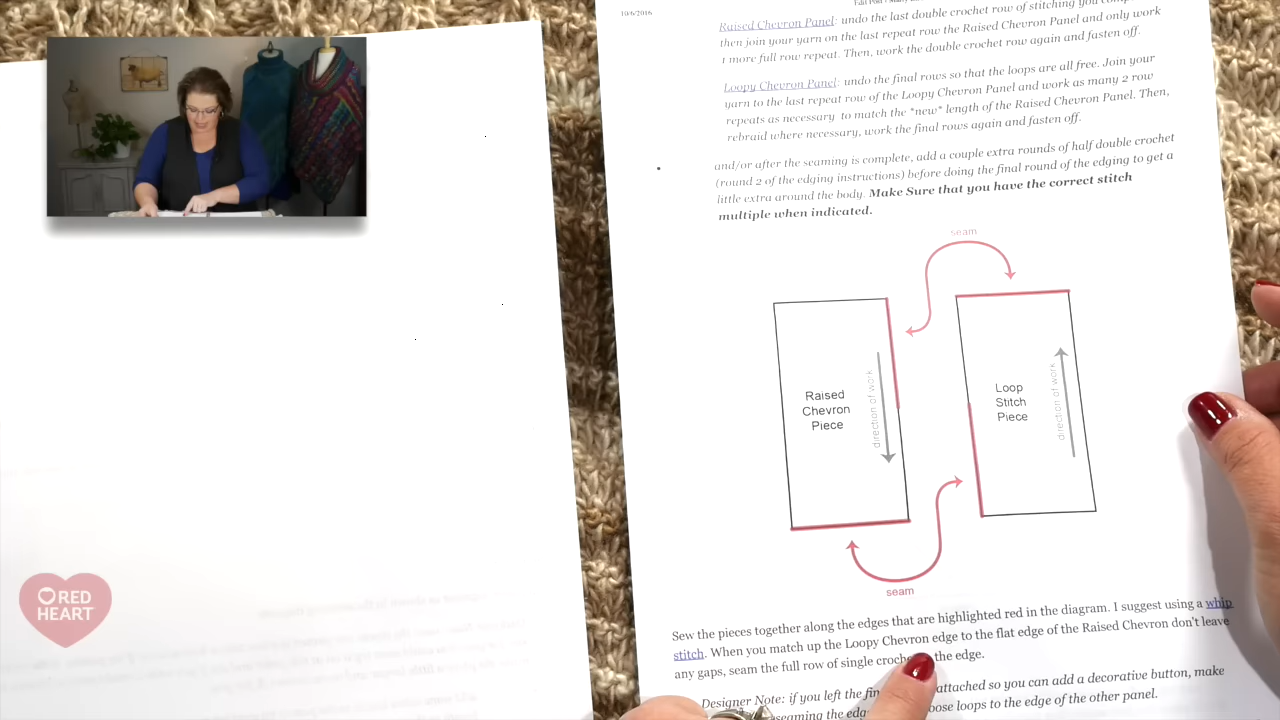 10/6/2016
Raised Chevron Panel: undo the last double crochet row of stitching you
then join your yarn on the last repeat row the Raised Chevron Panel and only work
t more full row repeat. Then, work the double crochet row again and fasten off.
Loopy Chevron Panel: undo the final rows so that the loops are all free. Join your
yarn to the last repeat row of the Loopy Chevron Panel and work as many 2 row
repeats as necessary to match the *new* length of the Raised Chevron Panel. Then,
rebraid where necessary, work the final rows again and fasten off.
and/or after the seaming is complete, add a couple extra rounds of half double crochet
(round 2 of the edging instructions) before doing the final round of the edging to get a
little extra around the body. Make Sure that you have the correct stitch
multiple when indicated.
seam
Raised
Chevron
Piece
direction of work
Loop
Stitch
Piece
direction of work
seam
Sew the pieces together along the edges that are highlighted red in the diagram. I suggest using a whip
stitch. When you match up the Loopy Chevron edge to the flat edge of the Raised Chevron don't leave
any gaps, seam the full row of single the edge.
Designer Note: if you left the attached so you can add a decorative button, make
seaming the loops to the edge of the other panel.
RED
HEART